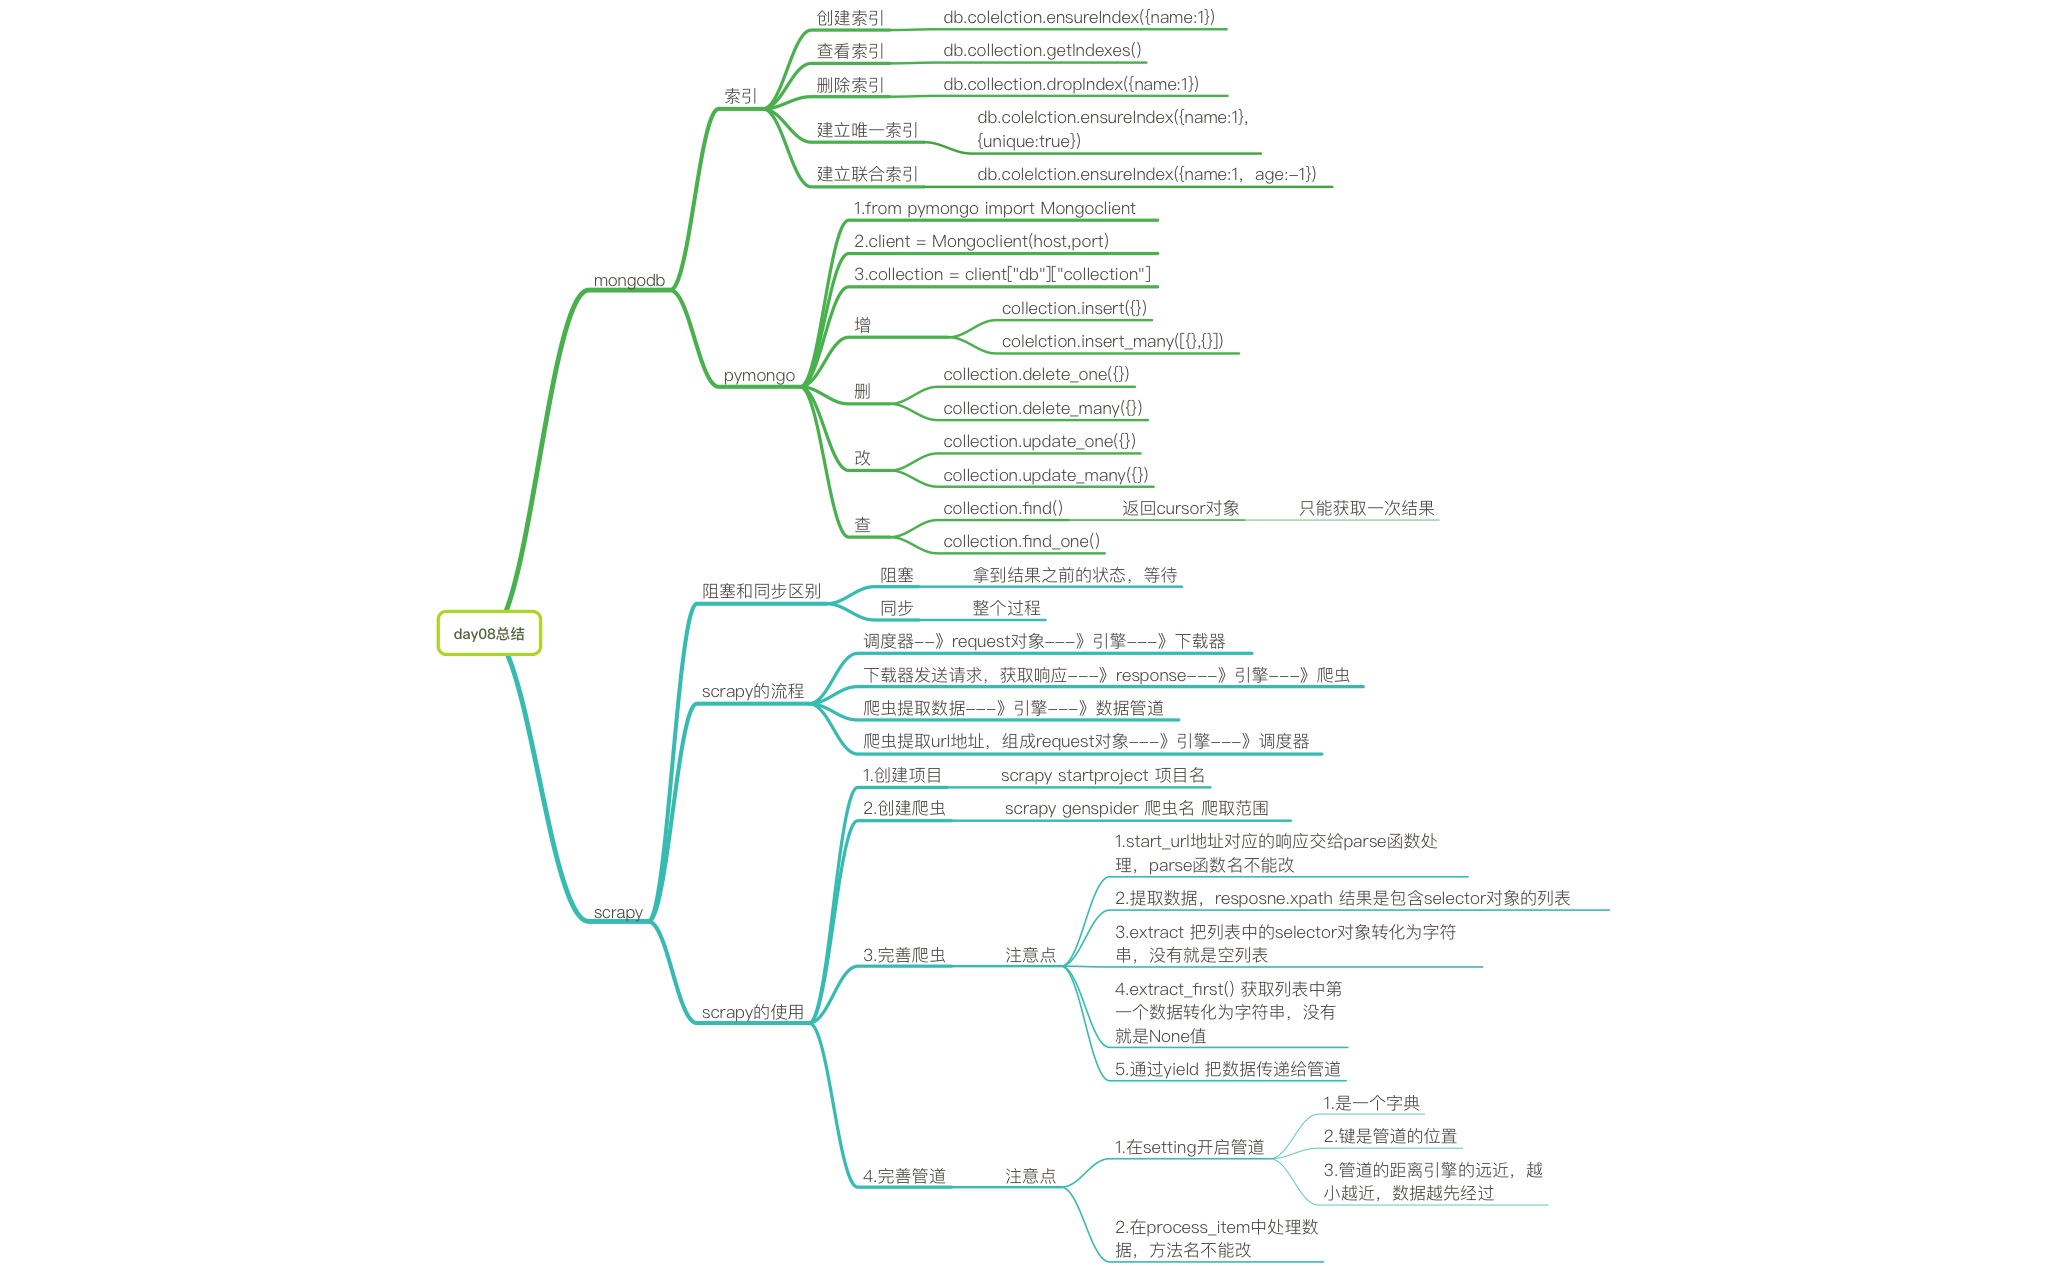 day08总结
mongodb
索引
创建索引 db.colelction.ensureIndex({name:1})
查看索引 db.collection.getIndexes()
删除索引 db.collection.dropIndex({name:1})
建立唯一索引 db.colelction.ensureIndex({name:1},
{unique:true})
建立联合索引 db.colelction.ensureIndex({name:1，age:-1})
pymongo
1.from pymongo import Mongoclient
2.client = Mongoclient(host,port)
3.collection = client["db"]["collection"]
增
collection.insert({})
colelction.insert_many([{},{}])
删
collection.delete_one({})
collection.delete_many({})
改
collection.update_one({})
collection.update_many({})
查
collection.find() 返回cursor对象 只能获取一次结果
collection.find_one()
scrapy
阻塞和同步区别
阻塞 拿到结果之前的状态，等待
同步 整个过程
scrapy的流程
调度器--》request对象---》引擎---》下载器
下载器发送请求，获取响应---》response---》引擎---》爬虫
爬虫提取数据---》引擎---》数据管道
爬虫提取url地址，组成request对象---》引擎---》调度器
scrapy的使用
1.创建项目 scrapy startproject 项目名
2.创建爬虫 scrapy genspider 爬虫名 爬取范围
3.完善爬虫 注意点
1.start_url地址对应的响应交给parse函数处
理，parse函数名不能改
2.提取数据，resposne.xpath 结果是包含selector对象的列表
3.extract 把列表中的selector对象转化为字符
串，没有就是空列表
4.extract_first() 获取列表中第
一个数据转化为字符串，没有
就是None值
5.通过yield 把数据传递给管道
4.完善管道 注意点
1.在setting开启管道
1.是一个字典
2.键是管道的位置
3.管道的距离引擎的远近，越
小越近，数据越先经过
2.在process_item中处理数
据，方法名不能改